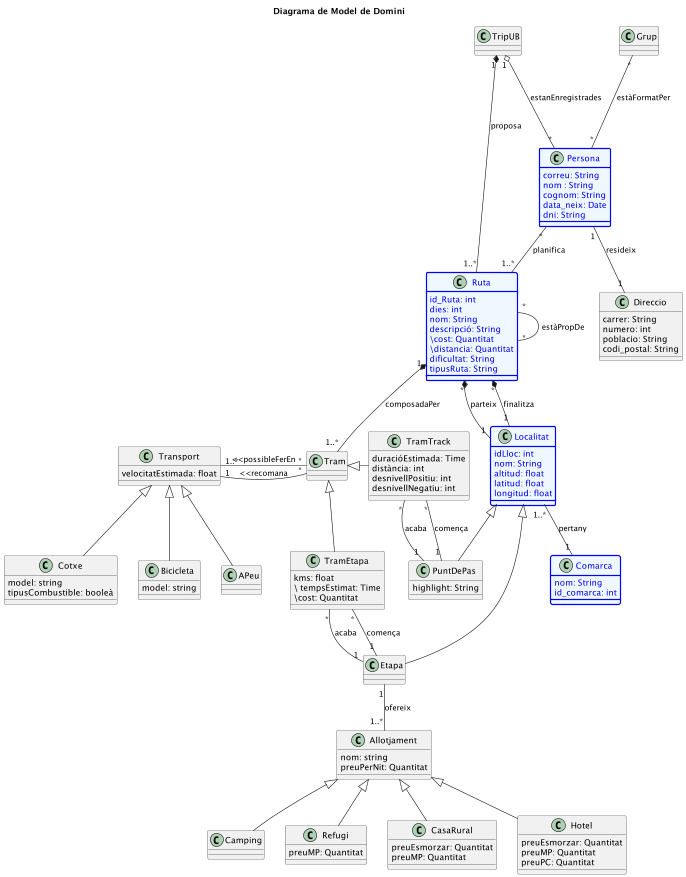 Diagrama de Model de Domini
C TripUB
C Grup
1
1
*
estanEnregistrades
estàFormatPer
proposa
*
*
C Persona
correu: String
nom : String
cognom: String
data_neix: Date
dni: String
*
1
planifica
resideix
1..*
1..*
1
C Ruta
id_Ruta: int
dies: int
nom: String
descripció: String
\cost: Quantitat
\distancia: Quantitat
dificultat: String
tipusRuta: String
*
*
estàPropDe
C Direccio
carrer: String
numero: int
poblacio: String
codi_postal: String
1
*
*
composadaPer
parteix
finalitza
1..*
1
1
C Transport
velocitatEstimada: float
1..*
<<possibleFerEn
*
1
<<recomana
*
C Tram
C TramTrack
duracióEstimada: Time
distància: int
desnivellPositiu: int
desnivellNegatiu: int
C Localitat
idLloc: int
nom: String
altitud: float
latitud: float
longitud: float
*
*
1..*
acaba
comença
pertany
1
1
1
C Cotxe
model: string
tipusCombustible: booleà
C Bicicleta
model: string
C APeu
C TramEtapa
kms: float
\ tempsEstimat: Time
\cost: Quantitat
C PuntDePas
highlight: String
C Comarca
nom: String
id_comarca: int
*
*
acaba
comença
1
1
C Etapa
1
ofereix
1..*
C Allotjament
nom: string
preuPerNit: Quantitat
C Camping
C Refugi
preuMP: Quantitat
C CasaRural
preuEsmorzar: Quantitat
preuMP: Quantitat
C Hotel
preuEsmorzar: Quantitat
preuMP: Quantitat
preuPC: Quantitat